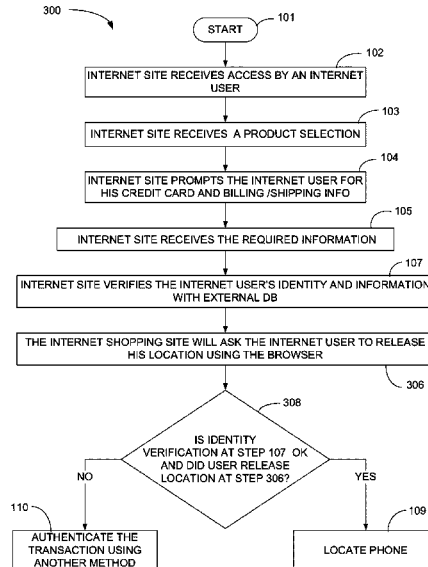 300
START
101
102
INTERNET SITE RECEIVES ACCESS BY AN INTERNET
USER
103
INTERNET SITE RECEIVES A PRODUCT SELECTION
104
INTERNET SITE PROMPTS THE INTERNET USER FOR
HIS CREDIT CARD AND BILLING /SHIPPING INFO
105
INTERNET SITE RECEIVES THE REQUIRED INFORMATION
107
INTERNET SITE VERIFIES THE INTERNET USER'S IDENTITY AND INFORMATION
WITH EXTERNAL DB
THE INTERNET SHOPPING SITE WILL ASK THE INTERNET USER TO RELEASE
HIS LOCATION USING THE BROWSER
306
308
IS IDENTITY
VERIFICATION AT STEP 107 OK
AND DID USER RELEASE
LOCATION AT STEP 306?
NO
YES
110
AUTHENTICATE THE
TRANSACTION USING
ANOTHER METHOD
109
LOCATE PHONE